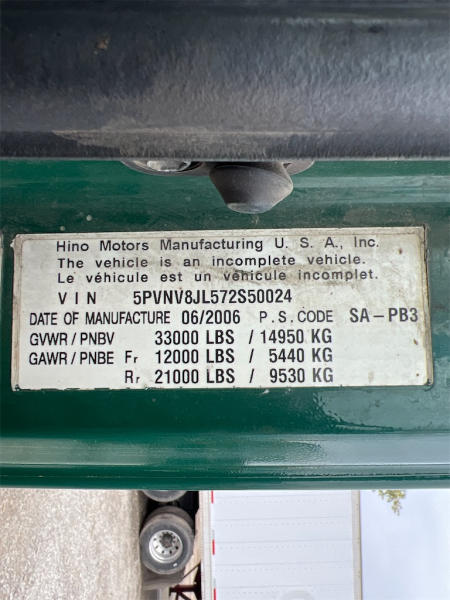 Hino Motors Manufacturing U. S. A., Inc.
The vehicle is an incomplete vehicle.
Le véhicule est un véhicule incomplet.
VIN 5PVNV8JL572S50024
DATE OF MANUFACTURE 06/2006 P.S.CODE SA-PB3
GVWR/PNBV 33000 LBS / 14950 KG
GAWR/PNBE Fr 12000 LBS / 5440 KG
Rr 21000 LBS / 9530 KG